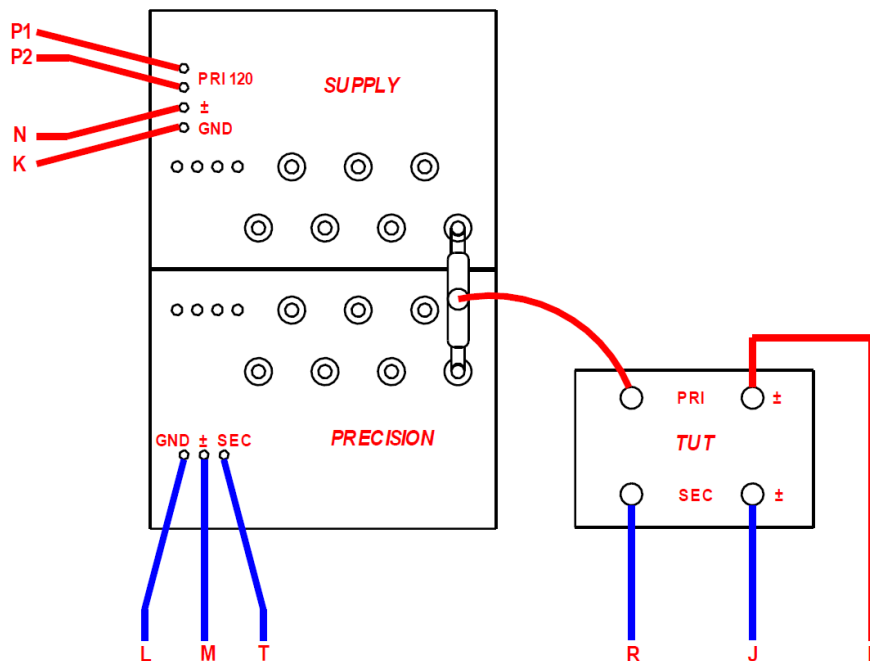 P1
P2
PRI 120
SUPPLY
N
±
K
GND
PRI
±
GND ± SEC
PRECISION
TUT
SEC
±
L
M
T
R
J